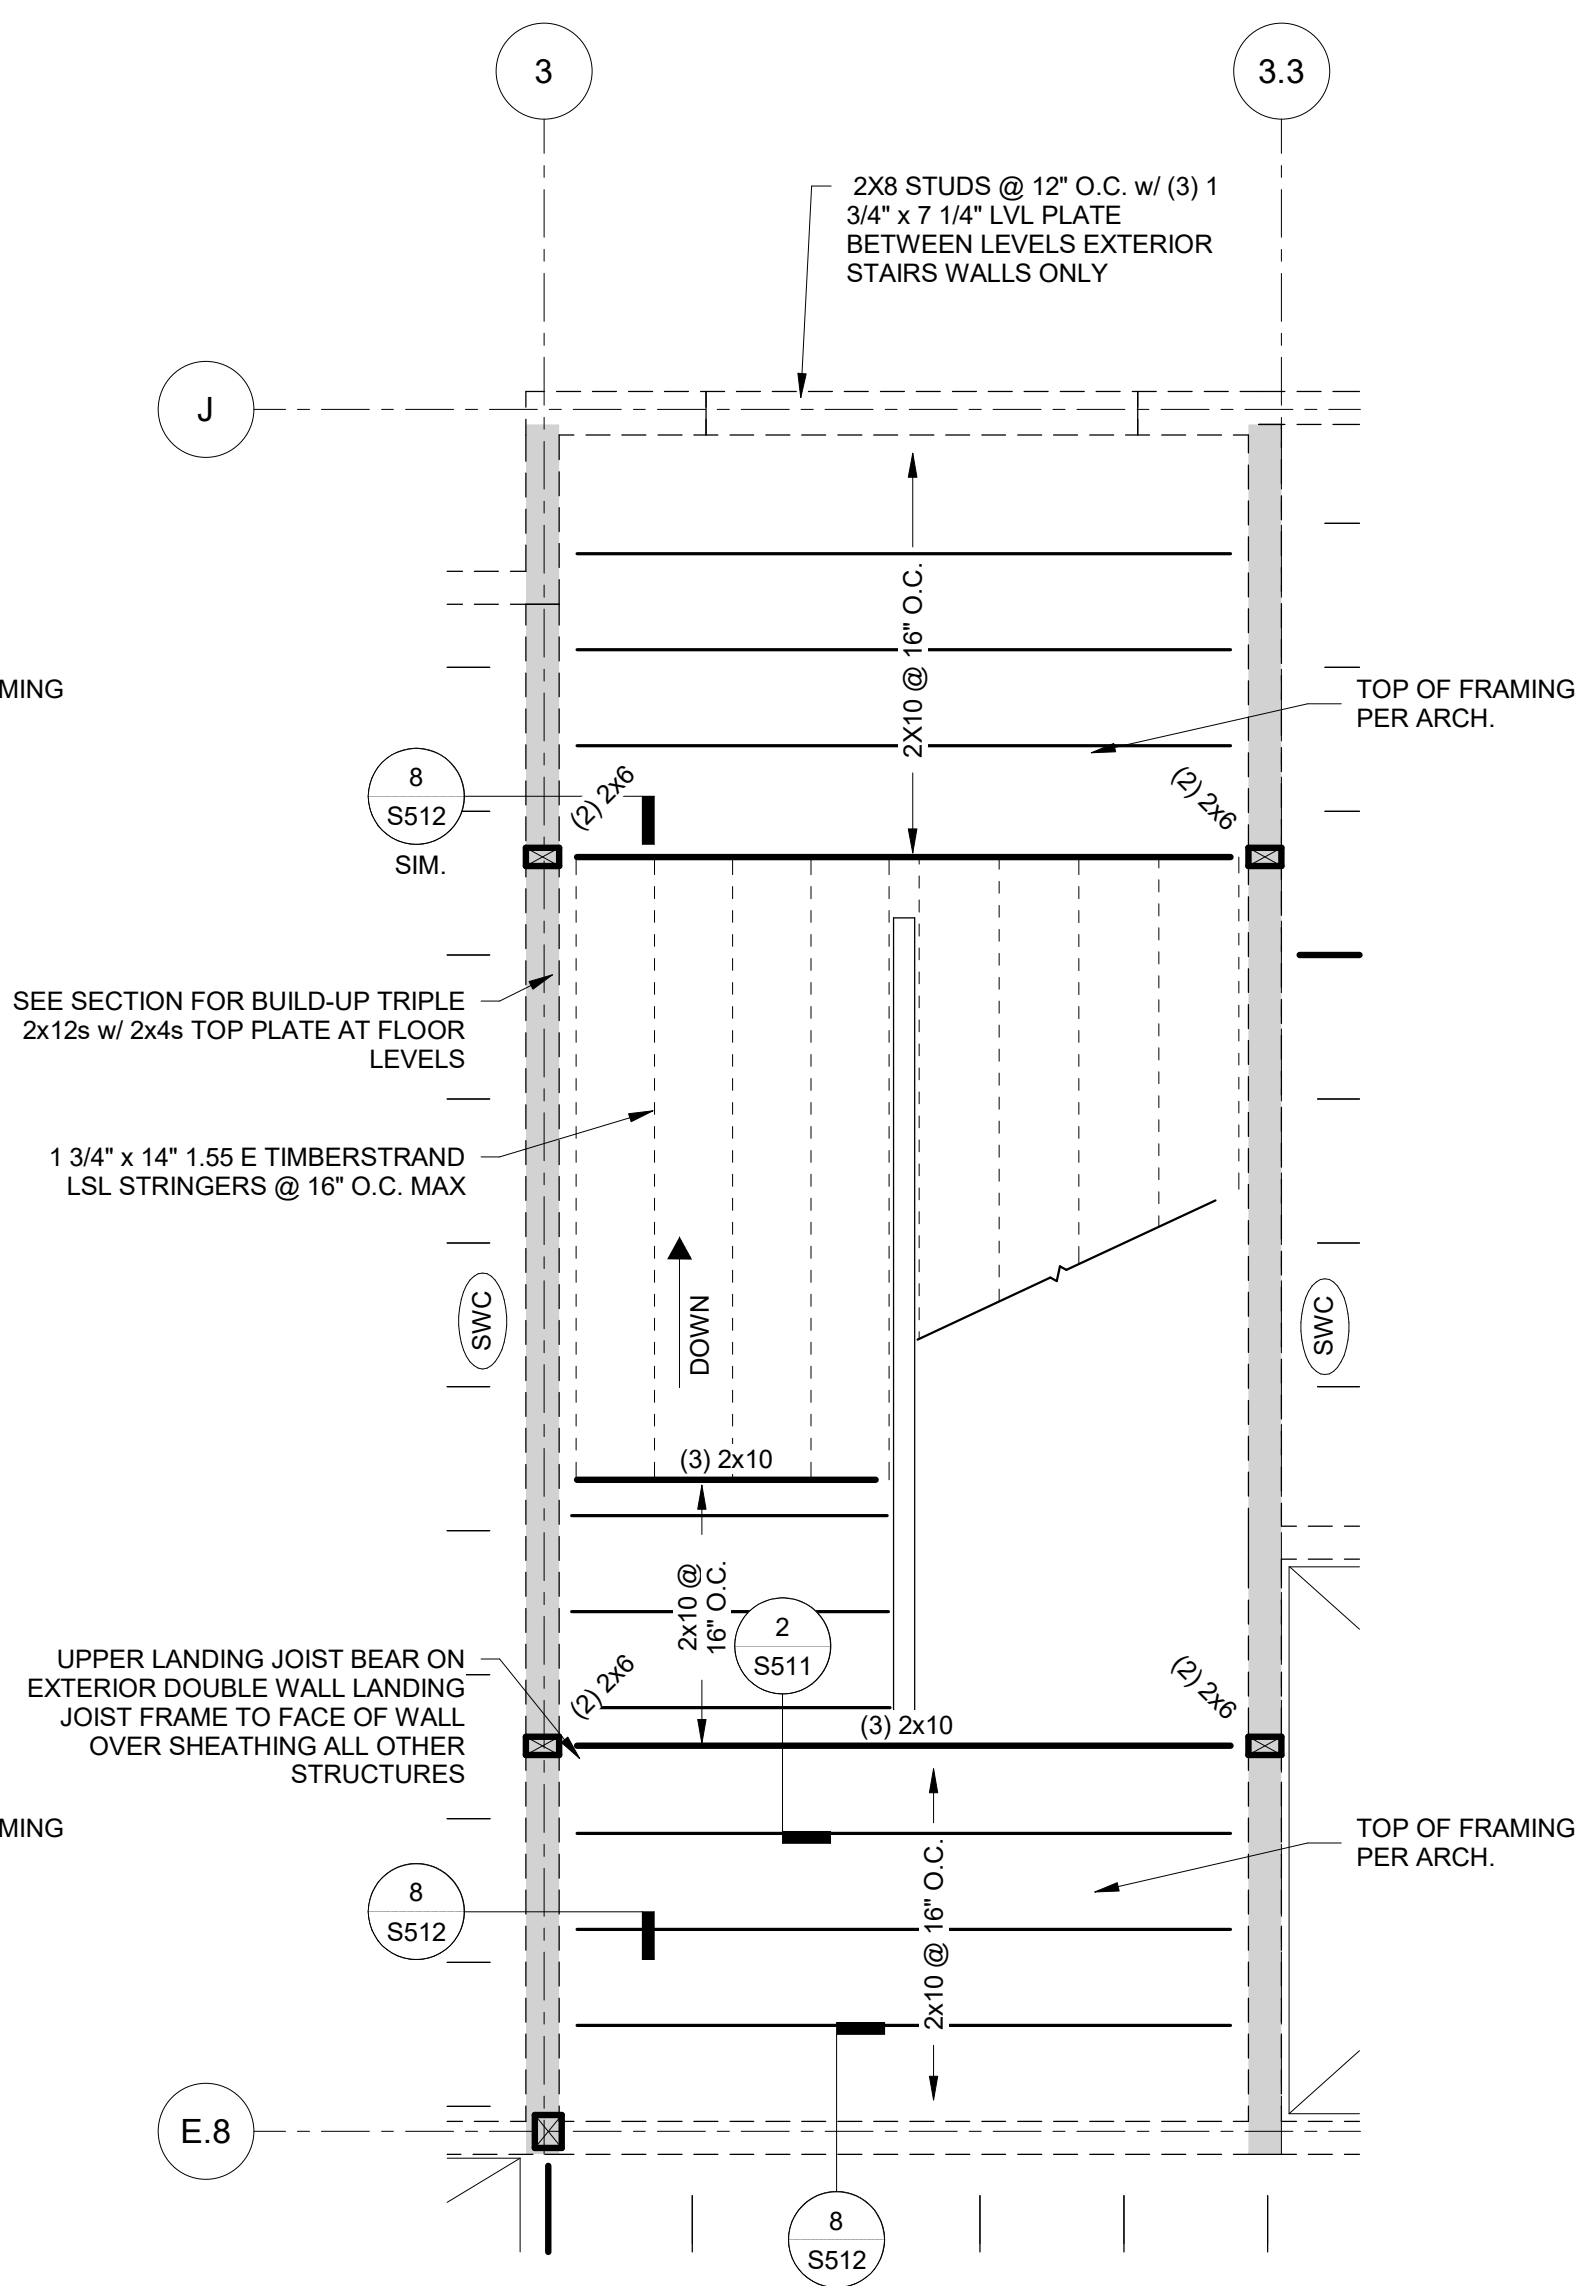 3
3.3
2X8 STUDS @ 12" O.C. w/ (3) 1
3/4" x 7 1/4" LVL PLATE
BETWEEN LEVELS EXTERIOR
STAIRS WALLS ONLY
J
2X10 @ 16" O.C.
MING
TOP OF FRAMING
PER ARCH.
8
S512
SIM.
(2) 2x6
(2) 2x6
SEE SECTION FOR BUILD-UP TRIPLE
2x12s w/ 2x4s TOP PLATE AT FLOOR
LEVELS
1 3/4" x 14" 1.55 E TIMBERSTRAND
LSL STRINGERS @ 16" O.C. MAX
SWC
DOWN
SWC
(3) 2x10
2x10 @
16" O.C.
2
S511
UPPER LANDING JOIST BEAR ON
EXTERIOR DOUBLE WALL LANDING
JOIST FRAME TO FACE OF WALL
OVER SHEATHING ALL OTHER
STRUCTURES
(2) 2x6
(3) 2x10
(2) 2x6
MING
TOP OF FRAMING
PER ARCH.
8
S512
2x10 @ 16" O.C.
E.8
8
S512